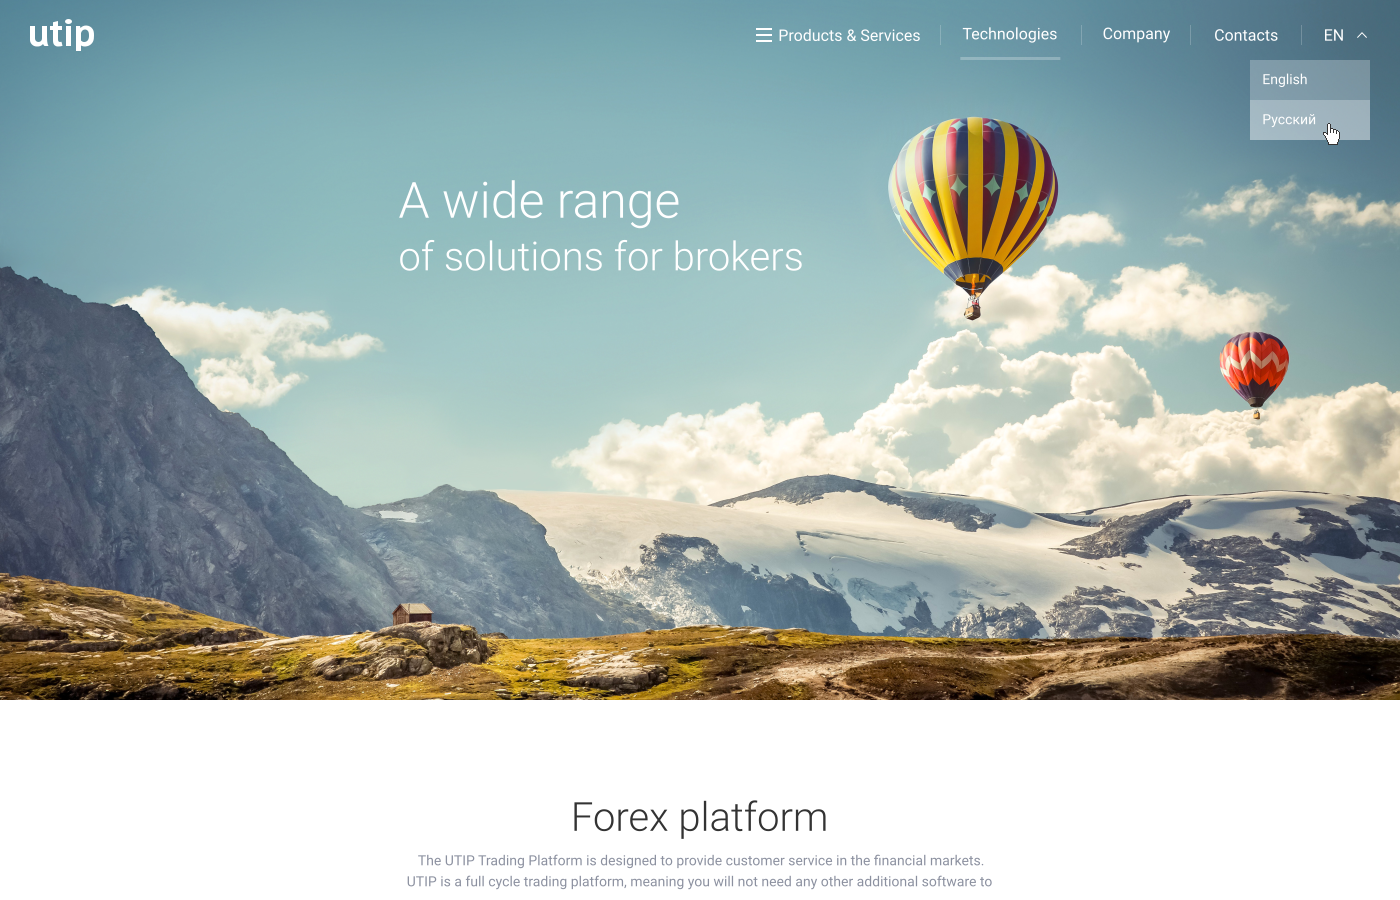 utip
Products & Services
Technologies
Company
Contacts
EN
English
Русский
A wide range
of solutions for brokers
Forex platform
The UTIP Trading Platform is designed to provide customer service in the financial markets.
UTIP is a full cycle trading platform, meaning you will not need any other additional software to